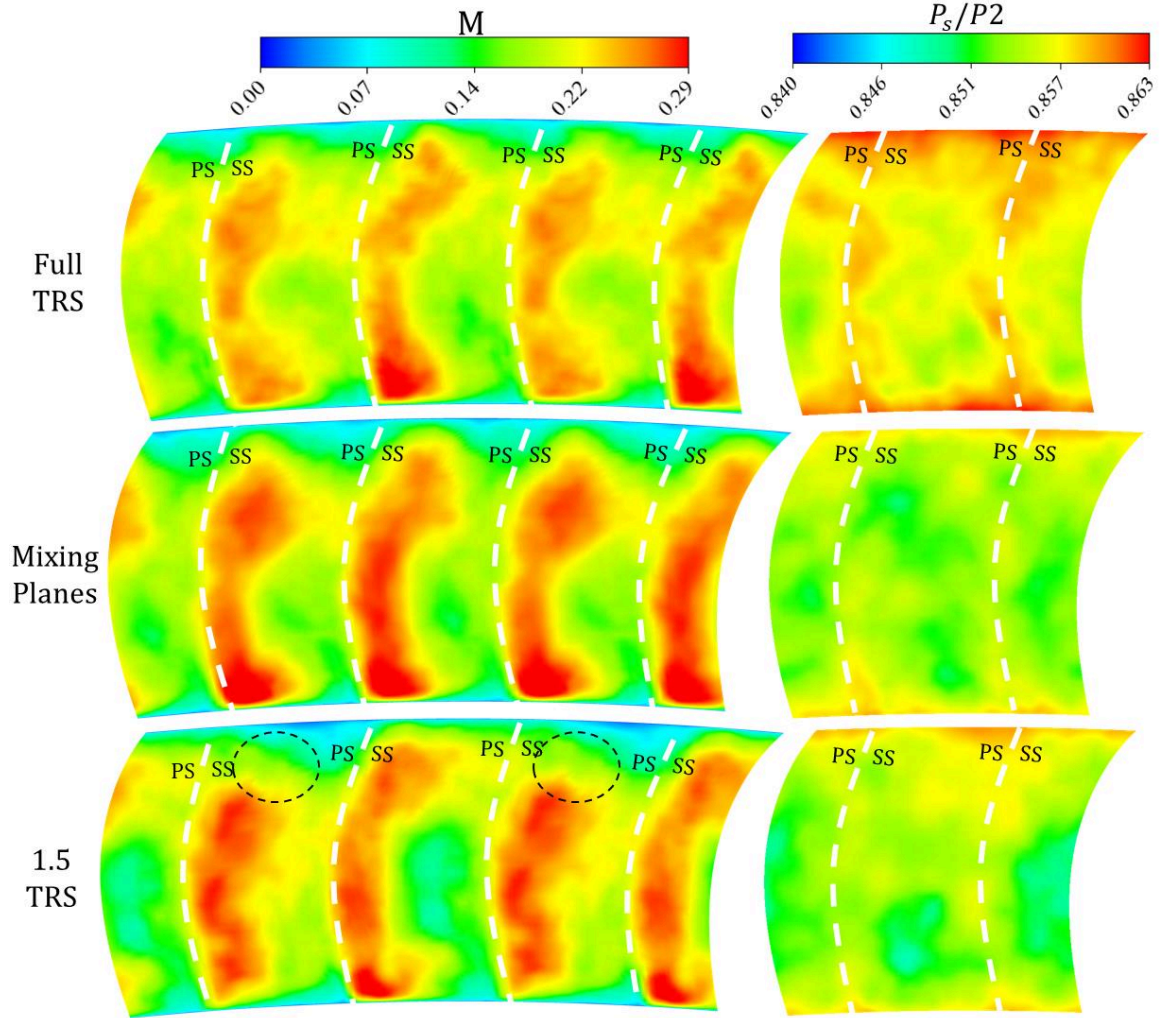 M
P_s/P2
0.00 0.07 0.14 0.22 0.29
0.840 0.846 0.851 0.857 0.863
PS SS PS SS PS SS PS SS PS SS PS SS
Full
TRS
PS SS PS SS PS SS PS SS PS SS PS SS
Mixing
Planes
PS SS PS SS PS SS PS SS PS SS PS SS
1.5
TRS